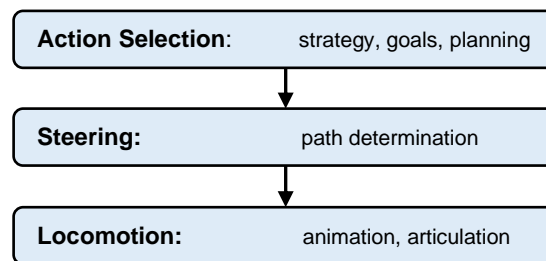 Action Selection: strategy, goals, planning
Steering: path determination
Locomotion: animation, articulation